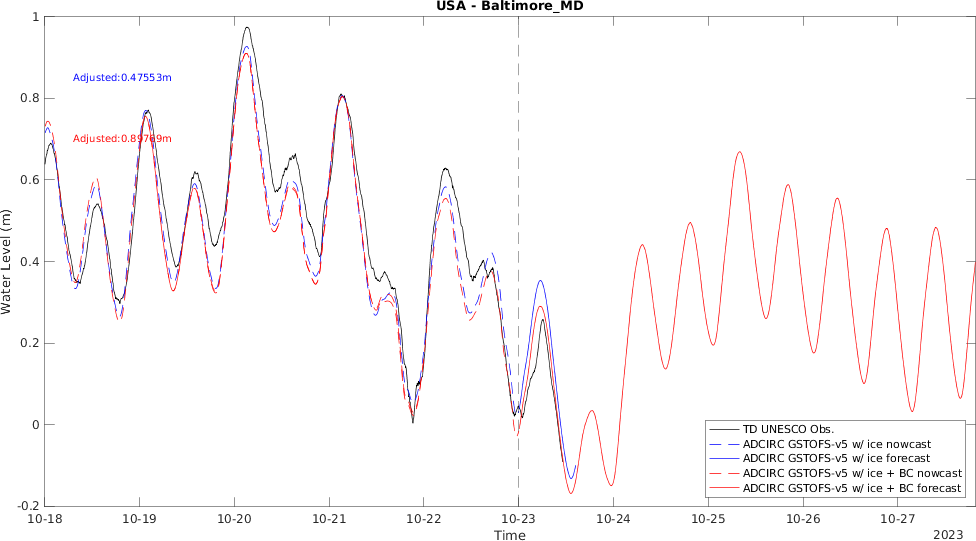 USA - Baltimore_MD
1
0.8
0.6
0.4
0.2
0
-0.2
Water Level (m)
Adjusted:0.47553m
Adjusted:0.89769m
TD UNESCO Obs.
ADCIRC GSTOFS-v5 w/ ice nowcast
ADCIRC GSTOFS-v5 w/ ice forecast
ADCIRC GSTOFS-v5 w/ ice + BC nowcast
ADCIRC GSTOFS-v5 w/ ice + BC forecast
10-18 10-19 10-20 10-21 10-22 10-23 10-24 10-25 10-26 10-27
Time
2023